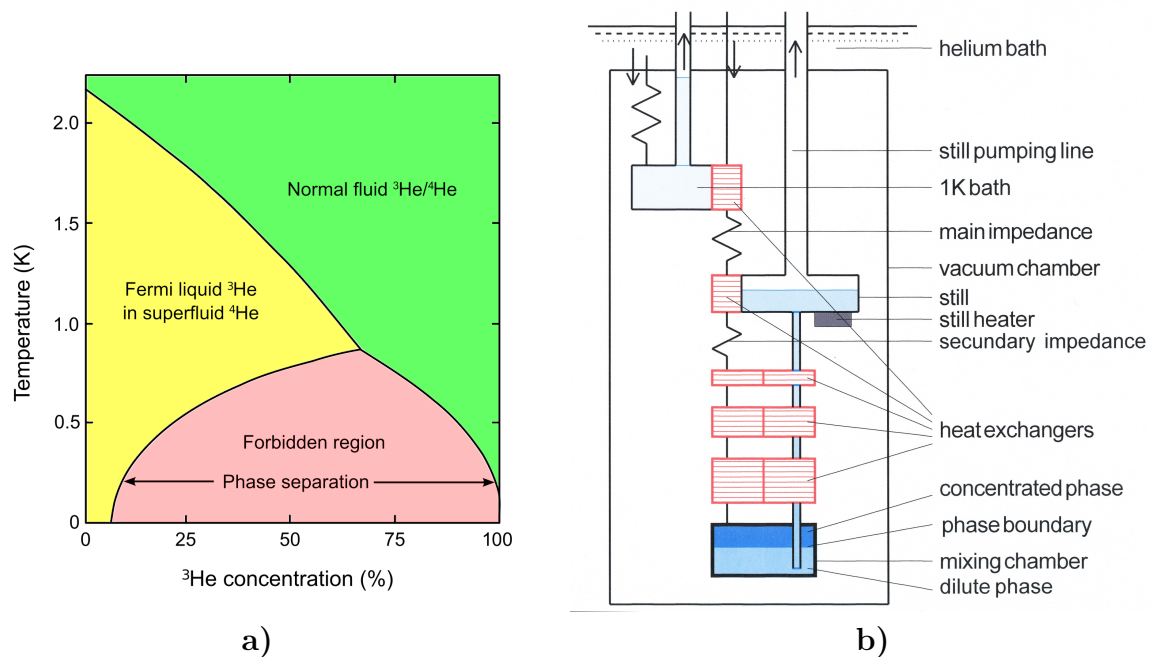 2.0
1.5
1.0
0.5
0
Temperature (K)
Normal fluid ³He/⁴He
Fermi liquid ³He
in superfluid ⁴He
Forbidden region
Phase separation
0
25
50
75
100
³He concentration (%)
a)
helium bath
still pumping line
1K bath
main impedance
vacuum chamber
still
still heater
secundary impedance
heat exchangers
concentrated phase
phase boundary
mixing chamber
dilute phase
b)